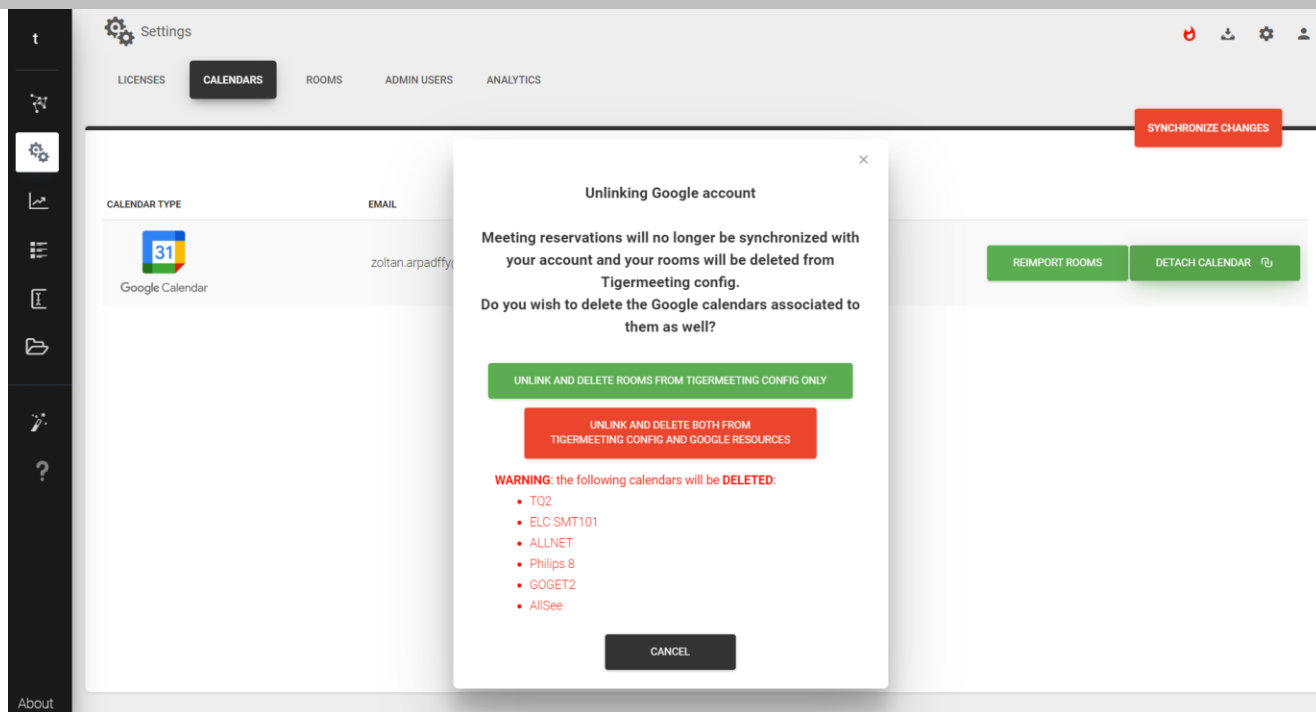 t
Settings
LICENSES CALENDARS ROOMS ADMIN USERS ANALYTICS
SYNCHRONIZE CHANGES
CALENDAR TYPE EMAIL
31
Google Calendar
zoltan.arpadffy@
REIMPORT ROOMS DETACH CALENDAR
×
Unlinking Google account
Meeting reservations will no longer be synchronized with
your account and your rooms will be deleted from
Tigermeeting config.
Do you wish to delete the Google calendars associated to
them as well?
UNLINK AND DELETE ROOMS FROM TIGERMEETING CONFIG ONLY
UNLINK AND DELETE BOTH FROM
TIGERMEETING CONFIG AND GOOGLE RESOURCES
WARNING: the following calendars will be DELETED:
• TQ2
• ELC SMT101
• ALLNET
• Philips 8
• GOGET2
• AllSee
CANCEL
?
About